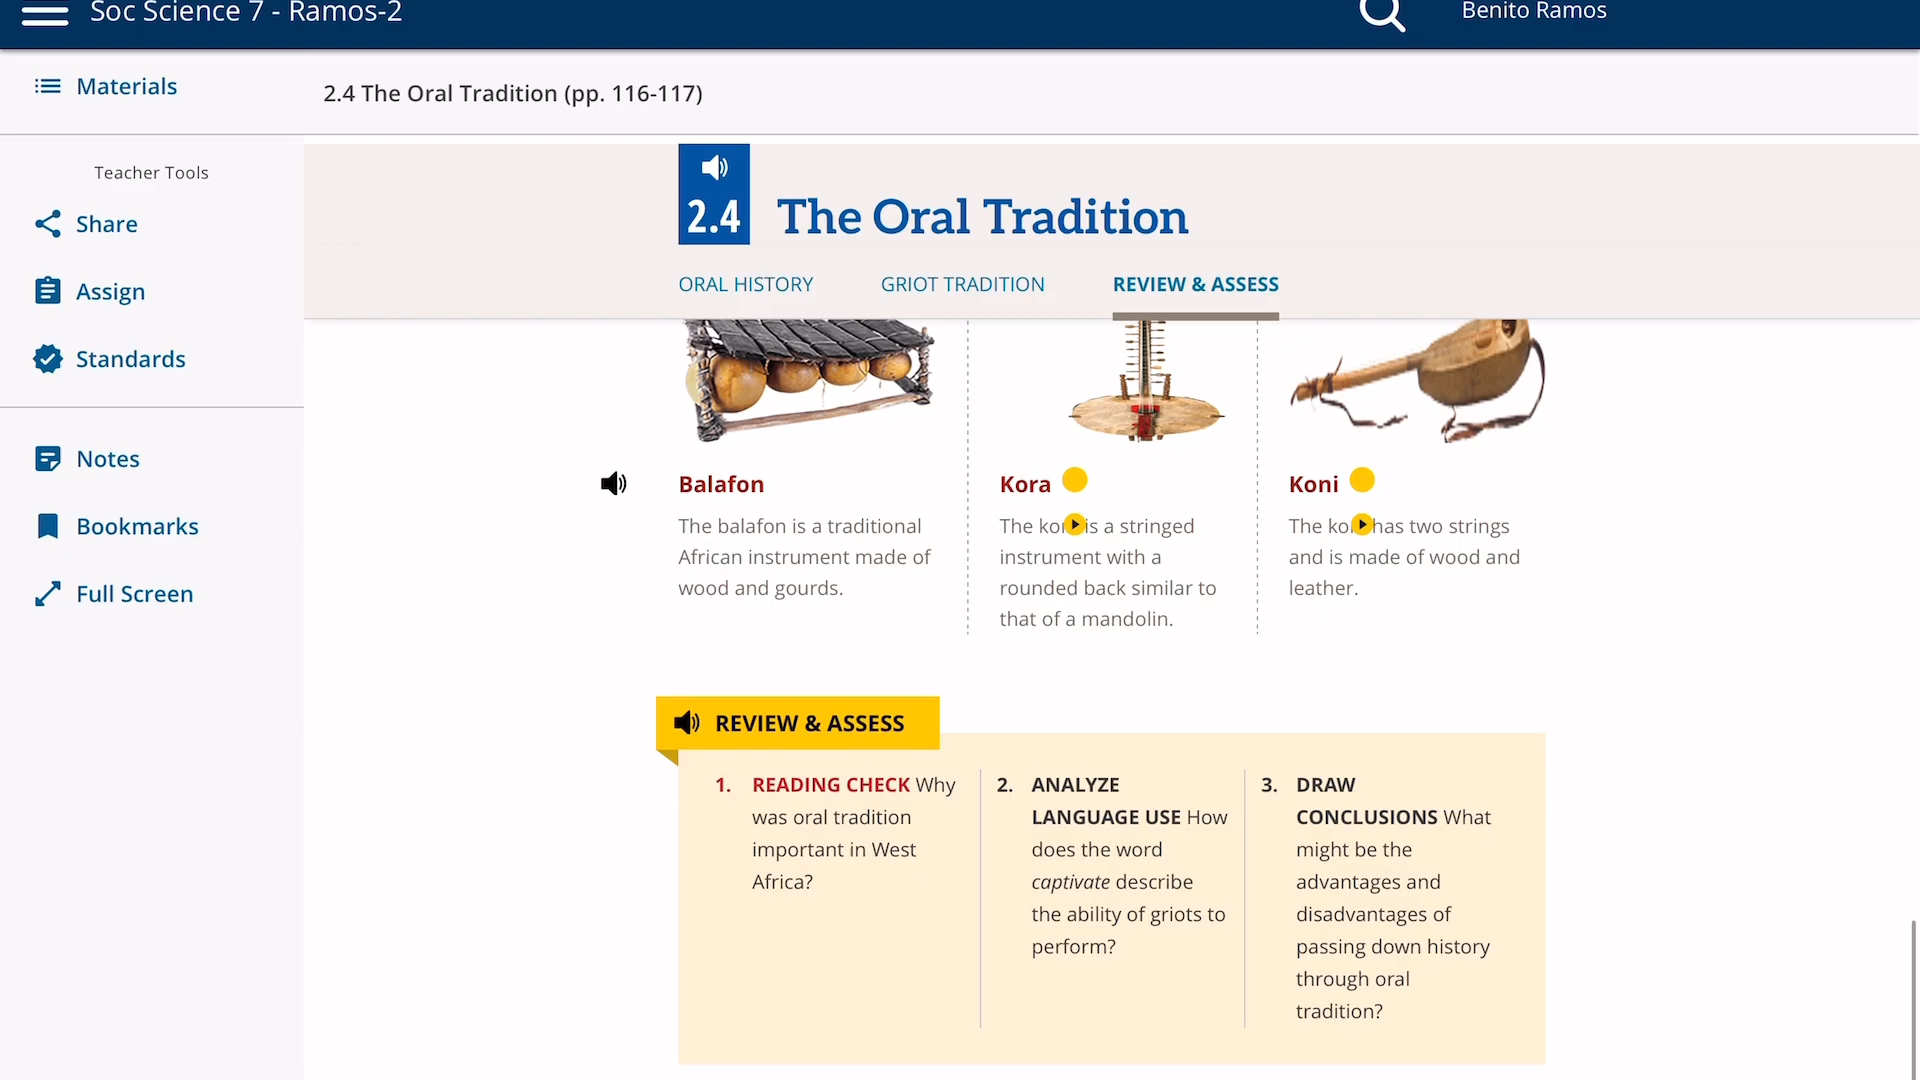 Soc Science 7 - Ramos-2
Benito Ramos
Materials
2.4 The Oral Tradition (pp. 116-117)
Teacher Tools
Share
Assign
Standards
Notes
Bookmarks
Full Screen
2.4 The Oral Tradition
ORAL HISTORY
GRIOT TRADITION
REVIEW & ASSESS
Balafon
The balafon is a traditional
African instrument made of
wood and gourds.
Kora
The is a stringed
instrument with a
rounded back similar to
that of a mandolin.
Koni
The has two strings
and is made of wood and
leather.
REVIEW & ASSESS
1. READING CHECK Why
was oral tradition
important in West
Africa?
2. ANALYZE
LANGUAGE USE How
does the word
captivate describe
the ability of griots to
perform?
3. DRAW
CONCLUSIONS What
might be the
advantages and
disadvantages of
passing down history
through oral
tradition?